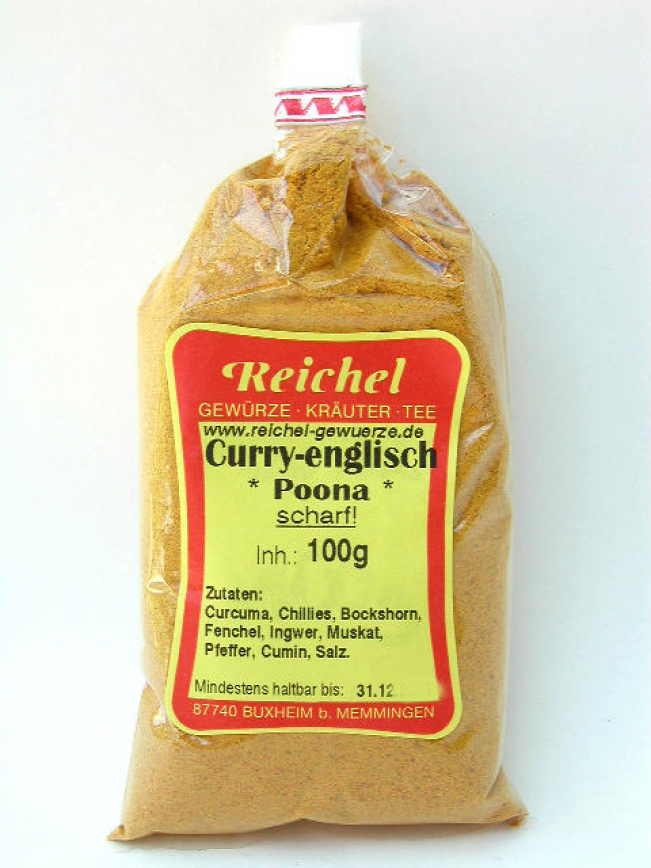 Reichel
GEWÜRZE · KRÄUTER · TEE
www.reichel-gewuerze.de
Curry-englisch
* Poona *
scharf!
Inh.: 100g
Zutaten:
Curcuma, Chillies, Bockshorn,
Fenchel, Ingwer, Muskat,
Pfeffer, Cumin, Salz.
Mindestens haltbar bis: 31.12
87740 BUXHEIM b. MEMMINGEN